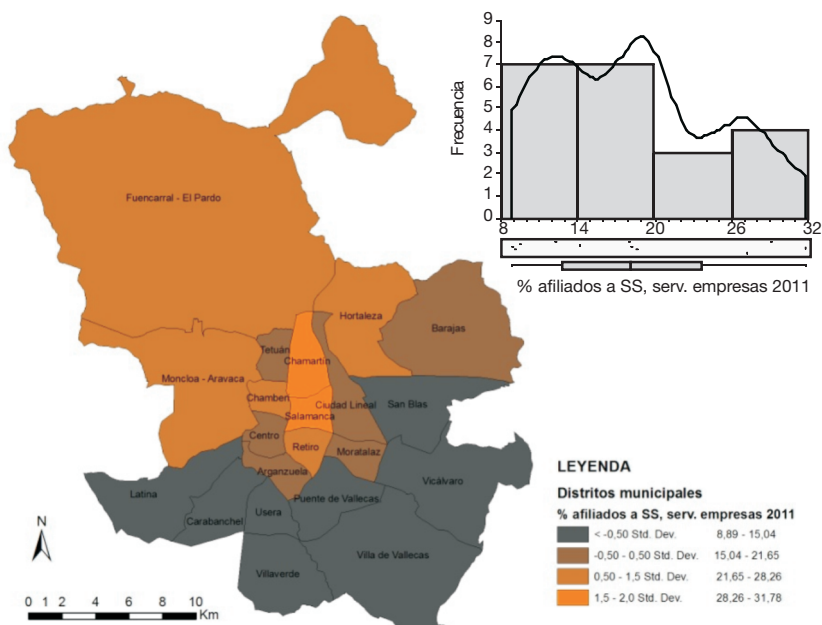 9
8
7
6
5
4
3
2
1
0
Frecuencia
8 14 20 26 32
% afiliados a SS, serv. empresas 2011
Fuencarral - El Pardo
Hortaleza
Barajas
Tetuán
Chamartín
Moncloa - Aravaca
Chamberí
Ciudad Lineal
San Blas
Salamanca
Centro
Retiro
Moratalaz
Arganzuela
Latina
Puente de Vallecas
Vicálvaro
Carabanchel
Usera
Villa de Vallecas
Villaverde
N
0 1 2 4 6 8 10
Km
LEYENDA
Distritos municipales
% afiliados a SS, serv. empresas 2011
< -0,50 Std. Dev. 8,89 - 15,04
-0,50 - 0,50 Std. Dev. 15,04 - 21,65
0,50 - 1,5 Std. Dev. 21,65 - 28,26
1,5 - 2,0 Std. Dev. 28,26 - 31,78